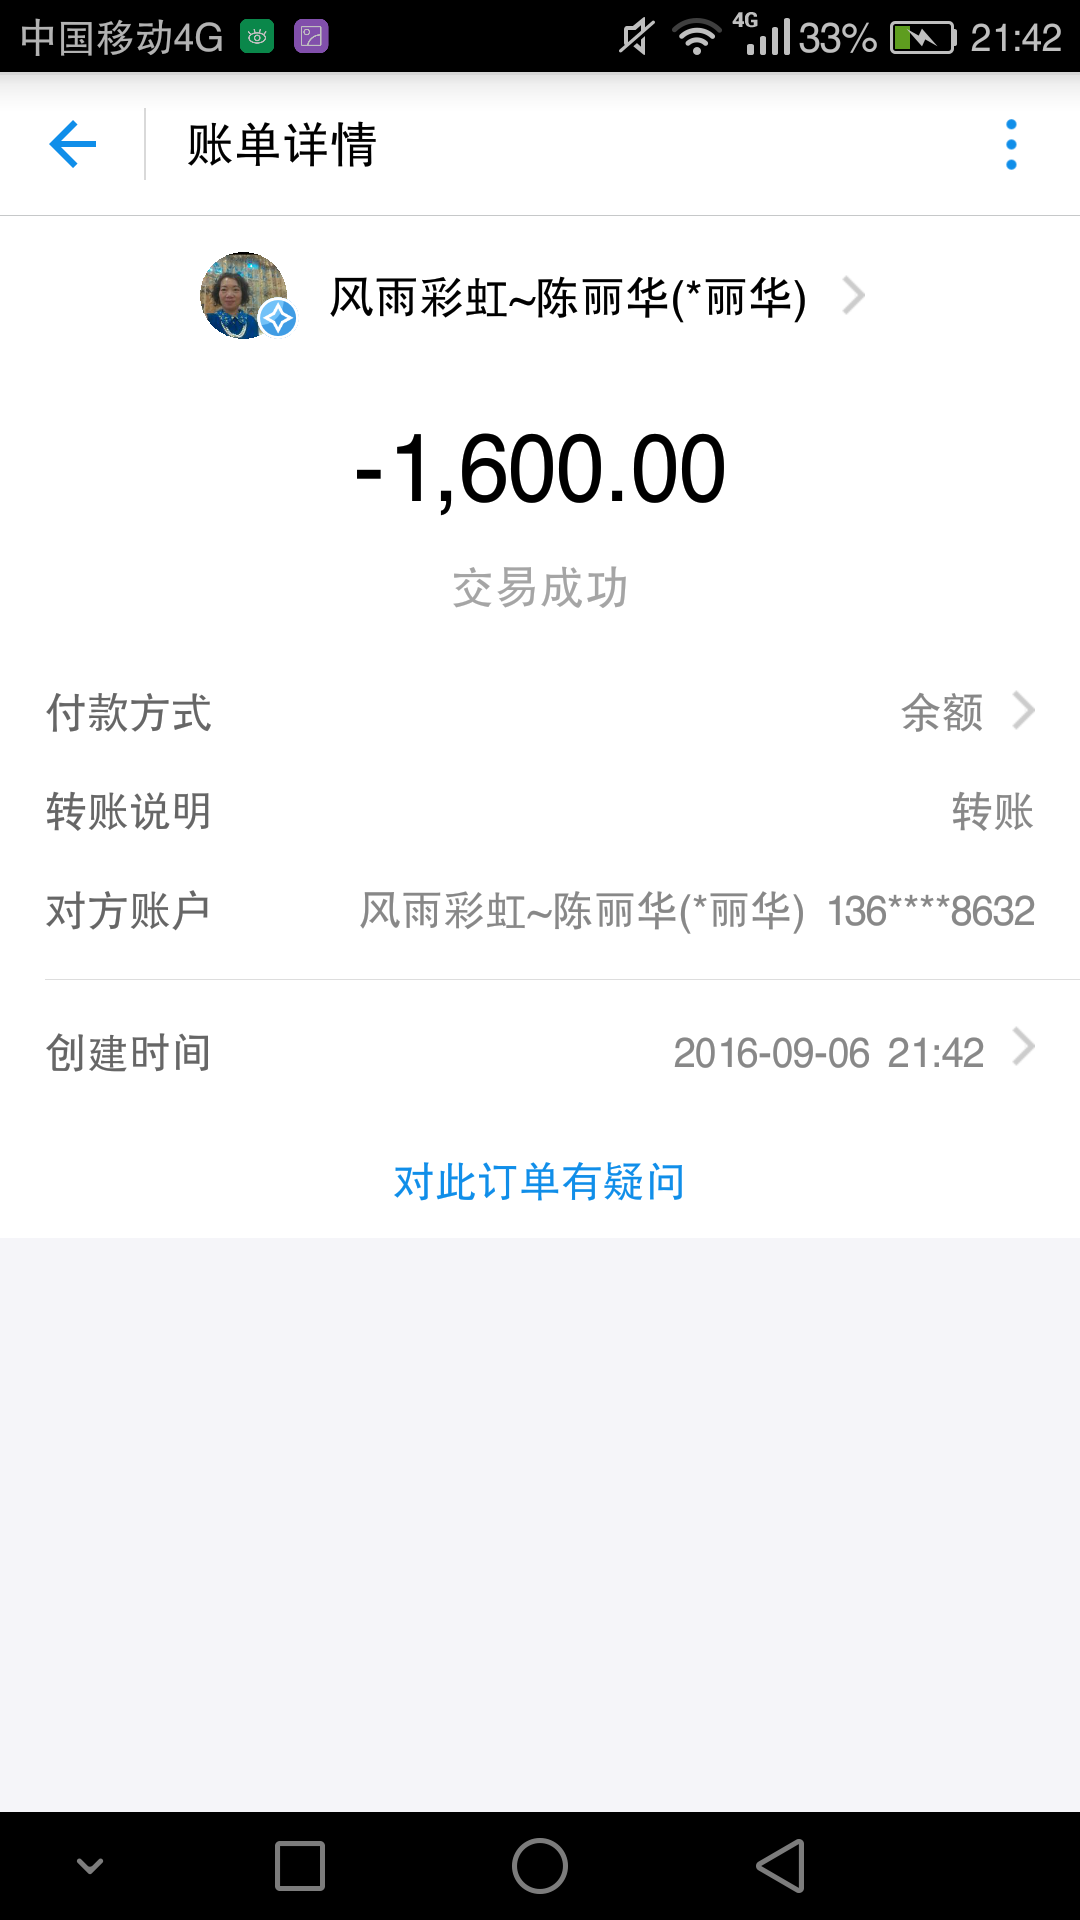 中国移动4G 4G 33% 21:42
账单详情
风雨彩虹~陈丽华(*丽华)
-1,600.00
交易成功
付款方式 余额
转账说明 转账
对方账户 风雨彩虹~陈丽华(*丽华) 136****8632
创建时间 2016-09-06 21:42
对此订单有疑问